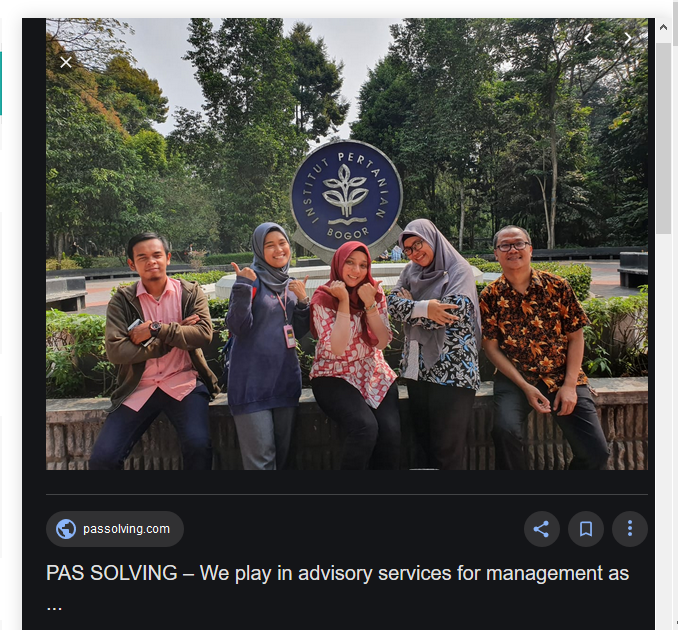 INSTITUT PERTANIAN
BOGOR
passolving.com
PAS SOLVING – We play in advisory services for management as
...